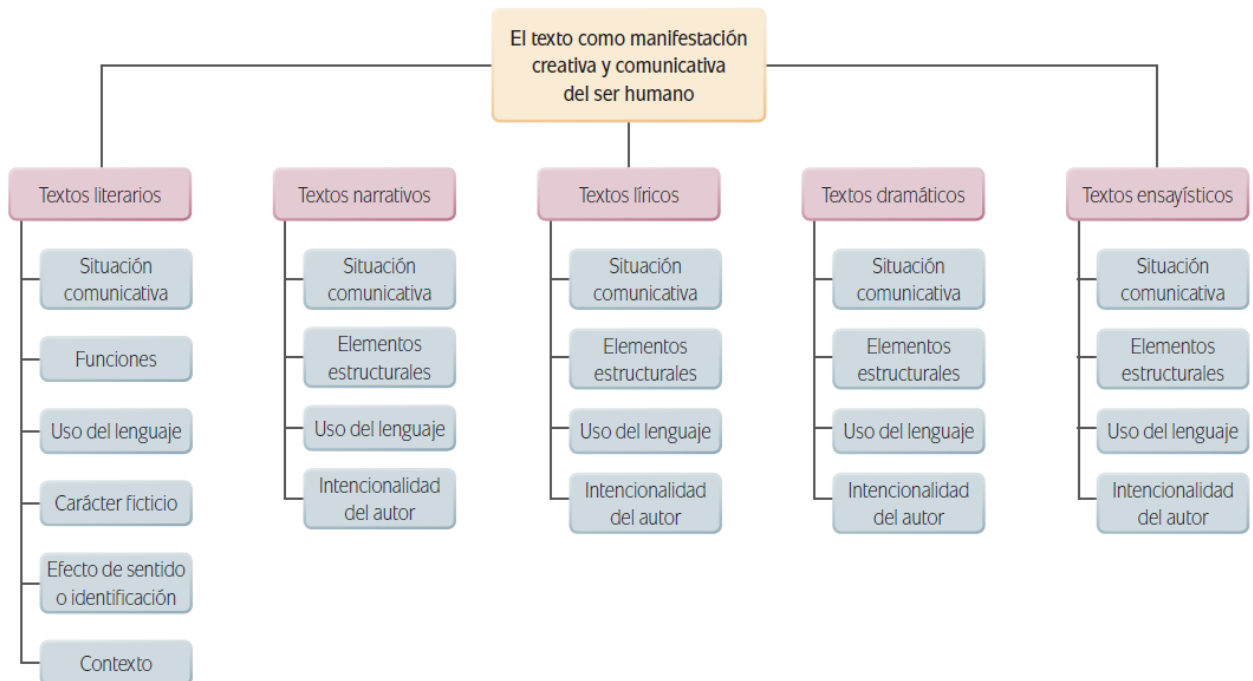 El texto como manifestación
creativa y comunicativa
del ser humano
Textos literarios
Situación
comunicativa
Funciones
Uso del lenguaje
Carácter ficticio
Efecto de sentido
o identificación
Contexto
Textos narrativos
Situación
comunicativa
Elementos
estructurales
Uso del lenguaje
Intencionalidad
del autor
Textos líricos
Situación
comunicativa
Elementos
estructurales
Uso del lenguaje
Intencionalidad
del autor
Textos dramáticos
Situación
comunicativa
Elementos
estructurales
Uso del lenguaje
Intencionalidad
del autor
Textos ensayísticos
Situación
comunicativa
Elementos
estructurales
Uso del lenguaje
Intencionalidad
del autor